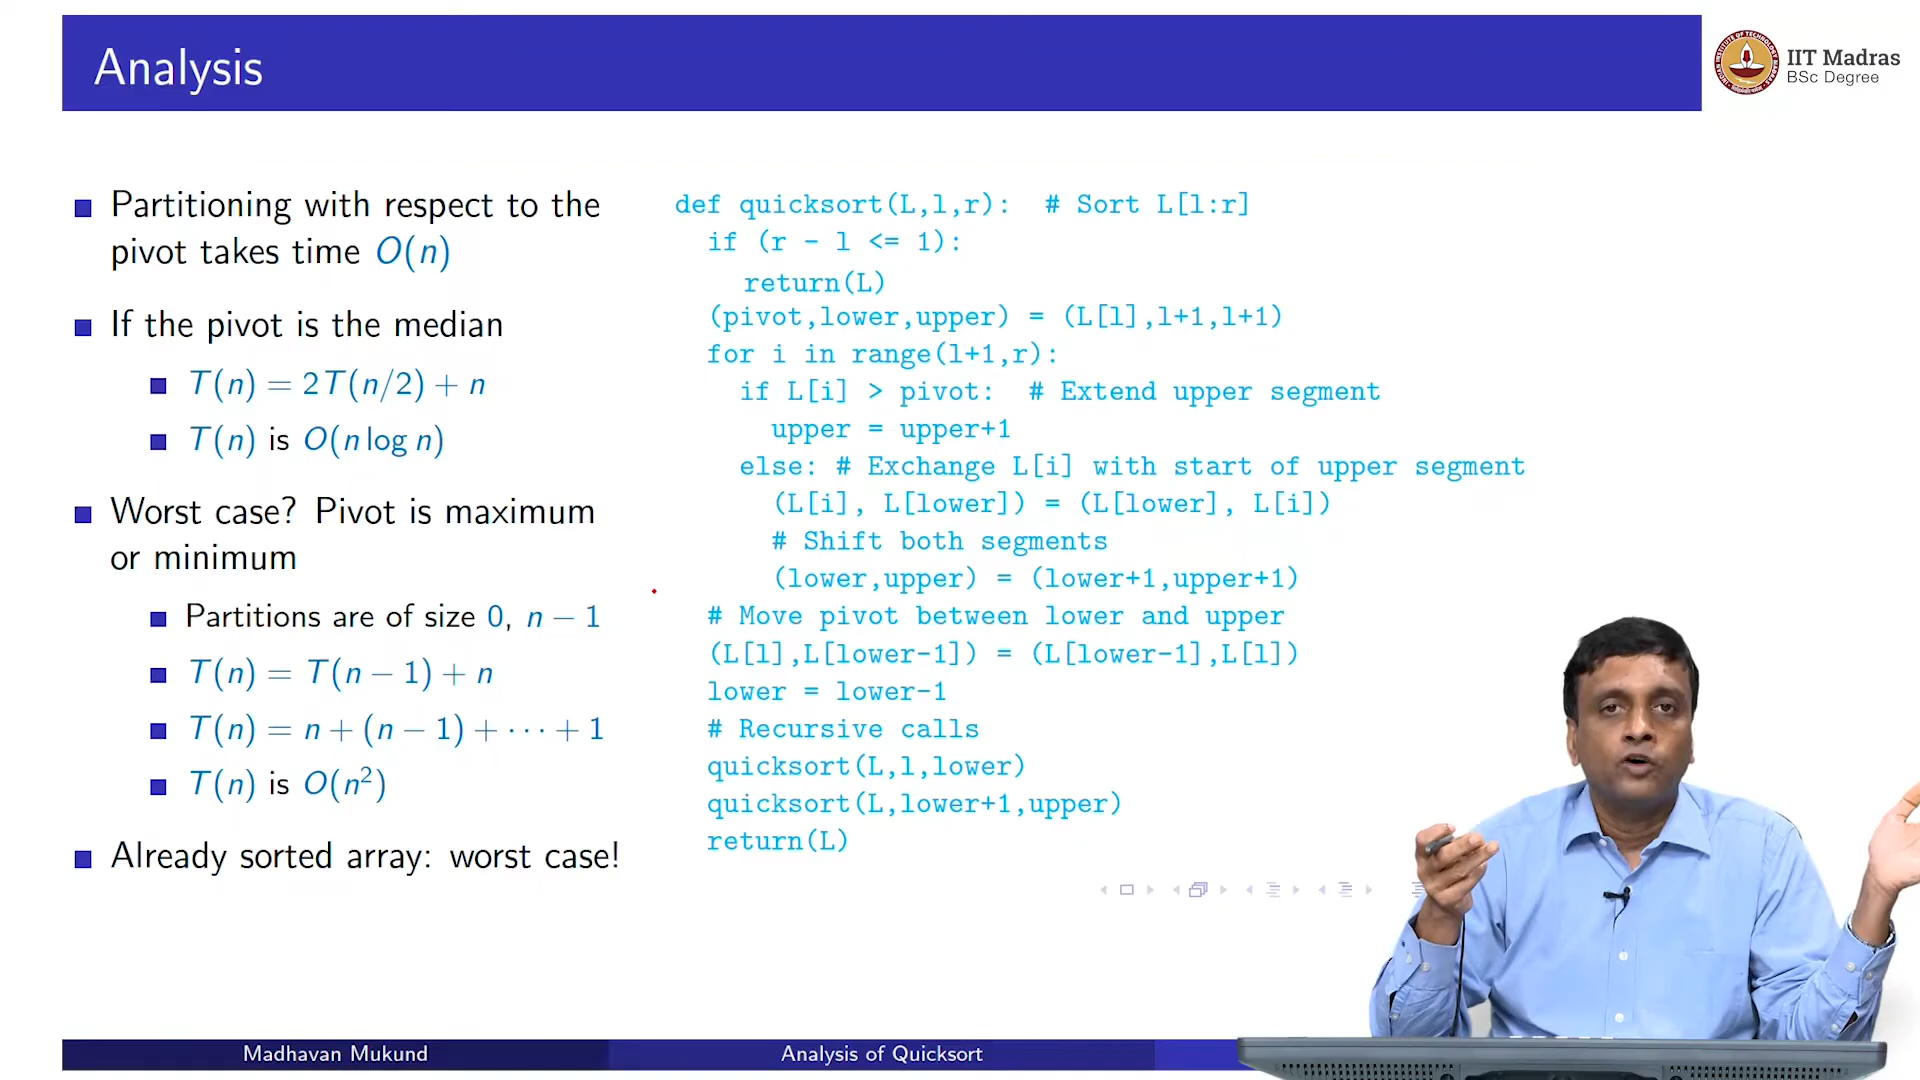 Analysis
IIT Madras
BSc Degree
Partitioning with respect to the
pivot takes time O(n)
If the pivot is the median
T(n) = 2T(n/2) + n
T(n) is O(n log n)
Worst case? Pivot is maximum
or minimum
Partitions are of size 0, n − 1
T(n) = T(n − 1) + n
T(n) = n + (n − 1) + ··· + 1
T(n) is O(n²)
Already sorted array: worst case!
def quicksort(L,l,r):  # Sort L[l:r]
  if (r - l <= 1):
    return(L)
  (pivot,lower,upper) = (L[l],l+1,l+1)
  for i in range(l+1,r):
    if L[i] > pivot:  # Extend upper segment
      upper = upper+1
    else: # Exchange L[i] with start of upper segment
      (L[i], L[lower]) = (L[lower], L[i])
      # Shift both segments
      (lower,upper) = (lower+1,upper+1)
  # Move pivot between lower and upper
  (L[l],L[lower-1]) = (L[lower-1],L[l])
  lower = lower-1
  # Recursive calls
  quicksort(L,l,lower)
  quicksort(L,lower+1,upper)
  return(L)
Madhavan Mukund
Analysis of Quicksort